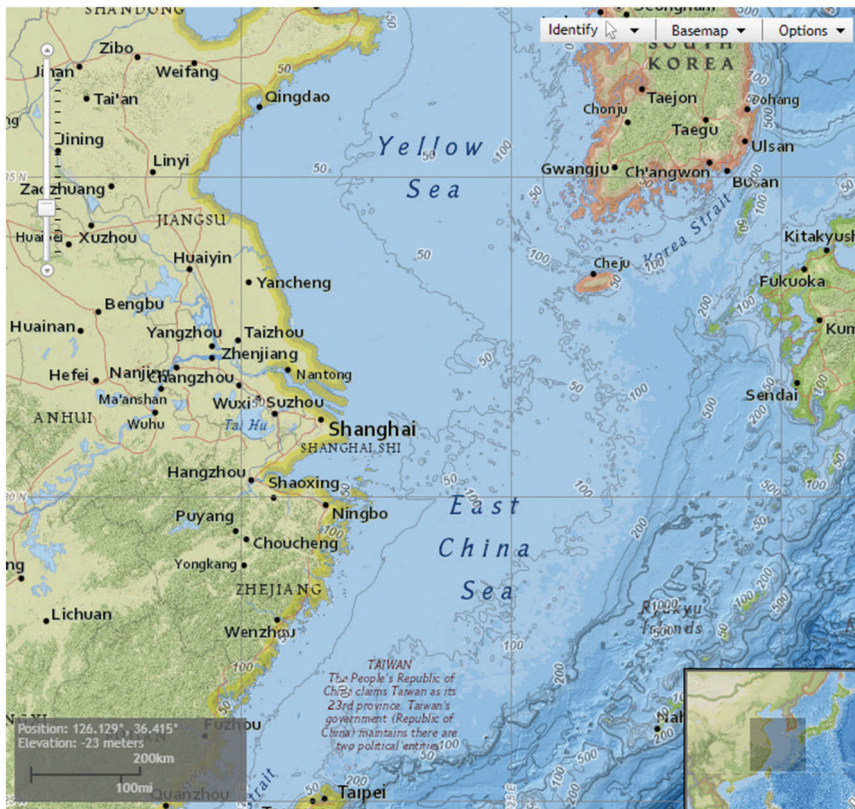 SHANDONG
Seongnam
Identify
Basemap
Options
Zibo
Jinan
Weifang
50
SOUTH
KOREA
Tai'an
Qingdao
Taejon
Chonju
Pohang
Taegu
Jining
Yellow
Sea
Ulsan
Linyi
Gwangju
Ch'angwon
Busan
35
Zaozhuang
JIANGSU
Korea Strait
Xuzhou
Huaibei
Kitakyush
Huaiyin
Cheju
Fukuoka
Yancheng
Bengbu
Huainan
Yangzhou
Taizhou
Kum
Zhenjiang
Hefei
Nanjing
Changzhou
Nantong
Ma'anshan
Wuxi
Suzhou
Sendai
ANHUI
Wuhu
Tai Hu
Shanghai
SHANGHAI SHI
Hangzhou
Shaoxing
Ningbo
East
China
Sea
Puyang
Choucheng
Yongkang
ZHEJIANG
Lichuan
Wenzhou
Ryukyu
Islands
TAIWAN
The People's Republic of
China claims Taiwan as its
23rd province. Taiwan's
government (Republic of
China) maintains there are
two political entities
Position: 126.129°, 36.415°
Elevation: -23 meters
200km
100mi
Fuzhou
Quanzhou
Strait
Taipei